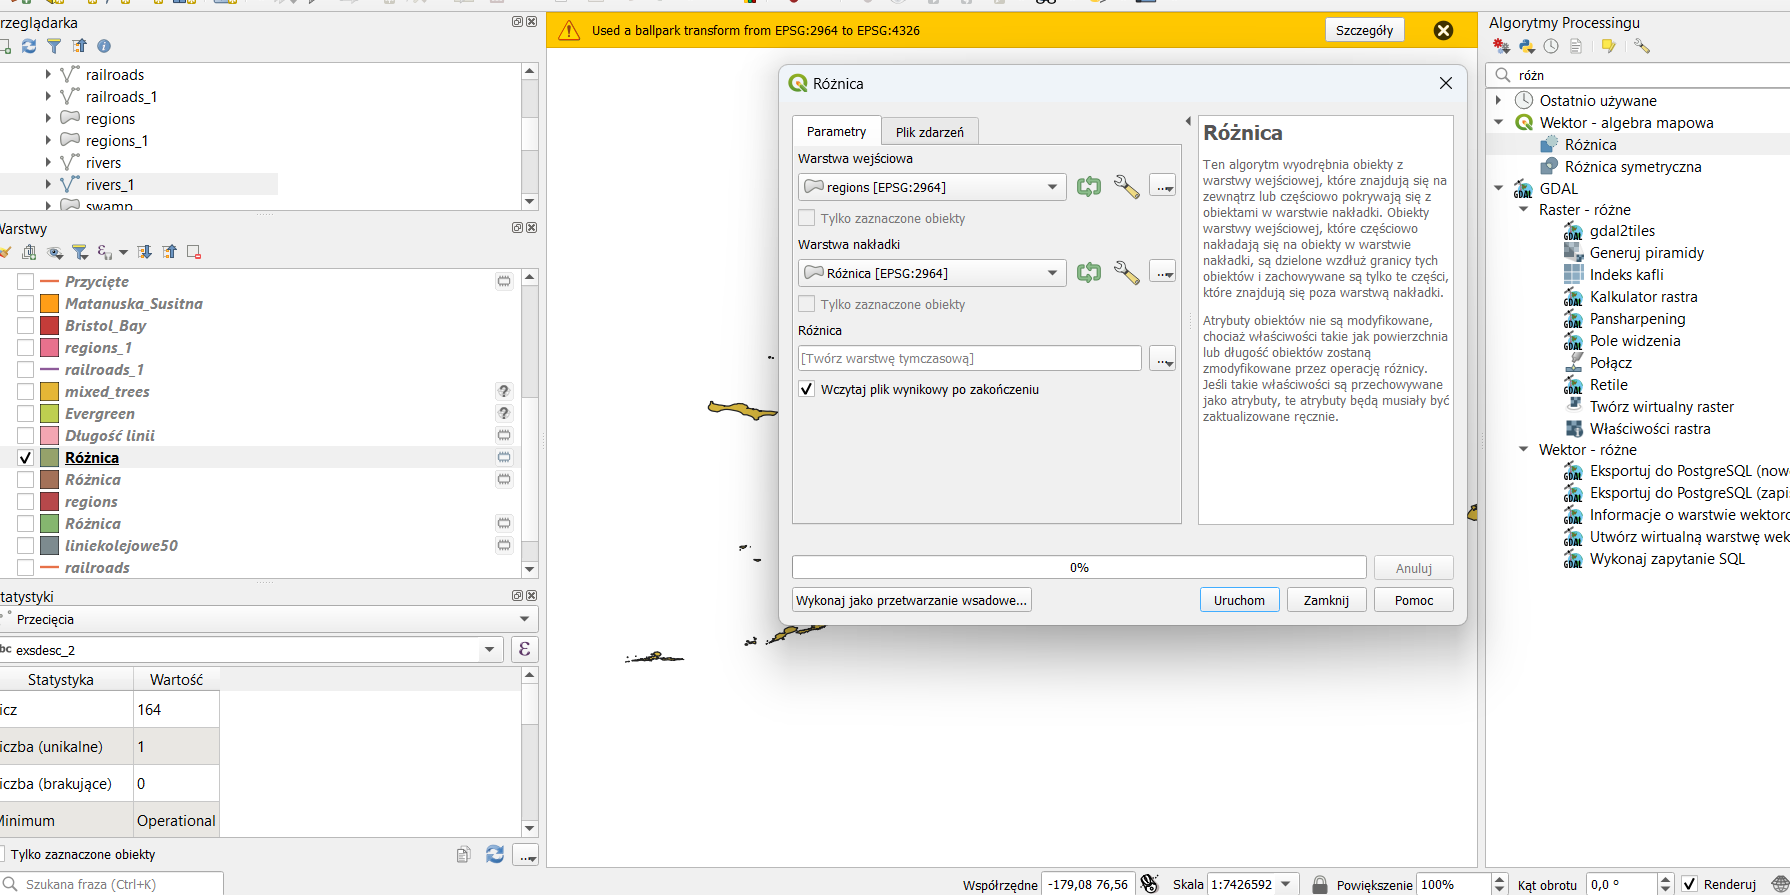 rzeglądarka
railroads
railroads_1
regions
regions_1
rivers
rivers_1
swamp
Warstwy
Przycięte
Matanuska_Susitna
Bristol_Bay
regions_1
railroads_1
mixed_trees
?
Evergreen
?
Długość linii
Różnica
Różnica
regions
Różnica
liniekolejowe50
railroads
tatystyki
Przecięcia
bc exsdesc_2
ε
Statystyka Wartość
icz 164
iczba (unikalne) 1
iczba (brakujące) 0
Minimum Operational
Tylko zaznaczone obiekty
...
Szukana fraza (Ctrl+K)
Used a ballpark transform from EPSG:2964 to EPSG:4326
Szczegóły
Różnica
Parametry
Plik zdarzeń
Warstwa wejściowa
regions [EPSG:2964]
...
Tylko zaznaczone obiekty
Warstwa nakładki
Różnica [EPSG:2964]
...
Tylko zaznaczone obiekty
Różnica
[Twórz warstwę tymczasową]
...
Wczytaj plik wynikowy po zakończeniu
Różnica
Ten algorytm wyodrębnia obiekty z
warstwy wejściowej, które znajdują się na
zewnątrz lub częściowo pokrywają się z
obiektami w warstwie nakładki. Obiekty
warstwy wejściowej, które częściowo
nakładają się na obiekty w warstwie
nakładki, są dzielone wzdłuż granicy tych
obiektów i zachowywane są tylko te części,
które znajdują się poza warstwą nakładki.
Atrybuty obiektów nie są modyfikowane,
chociaż właściwości takie jak powierzchnia
lub długość obiektów zostaną
zmodyfikowane przez operację różnicy.
Jeśli takie właściwości są przechowywane
jako atrybuty, te atrybuty będą musiały być
zaktualizowane ręcznie.
0%
Anuluj
Wykonaj jako przetwarzanie wsadowe...
Uruchom
Zamknij
Pomoc
Algorytmy Processingu
różn
Ostatnio używane
Wektor - algebra mapowa
Różnica
Różnica symetryczna
GDAL
Raster - różne
gdal2tiles
Generuj piramidy
Indeks kafli
Kalkulator rastra
Pansharpening
Pole widzenia
Połącz
Retile
Twórz wirtualny raster
Właściwości rastra
Wektor - różne
Eksportuj do PostgreSQL (now
Eksportuj do PostgreSQL (zapi
Informacje o warstwie wektoro
Utwórz wirtualną warstwę wek
Wykonaj zapytanie SQL
Współrzędne -179,08 76,56 Skala 1:7426592 Powiększenie 100% Kąt obrotu 0,0 ° Renderuj